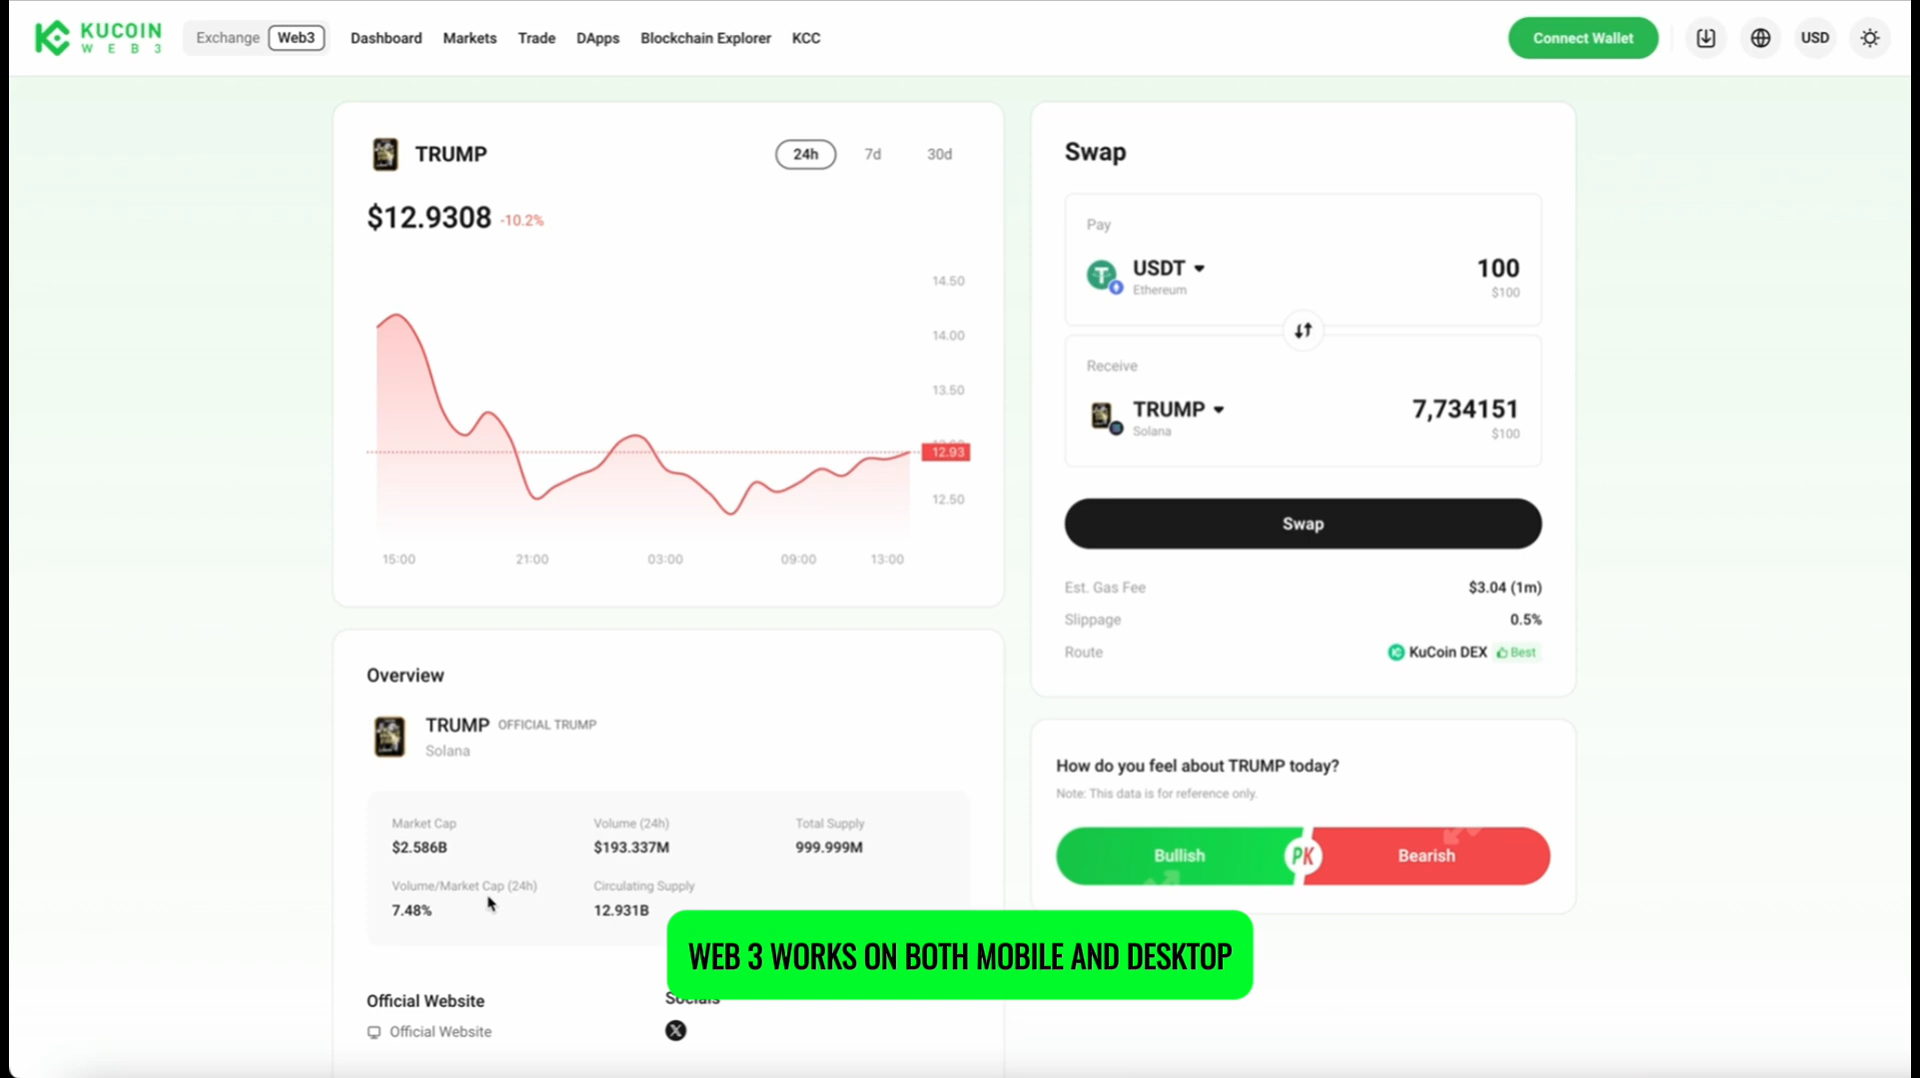 KUCOIN
WEB 3
Exchange
Web3
Dashboard
Markets
Trade
DApps
Blockchain Explorer
KCC
Connect Wallet
USD
TRUMP
24h
7d
30d
$12.9308
-10.2%
14.50
14.00
13.50
12.93
12.50
15:00
21:00
03:00
09:00
13:00
Overview
TRUMP OFFICIAL TRUMP
Solana
Market Cap
$2.586B
Volume (24h)
$193.337M
Total Supply
999.999M
Volume/Market Cap (24h)
7.48%
Circulating Supply
12.931B
Official Website
Official Website
Socials
Swap
Pay
USDT
Ethereum
100
$100
Receive
TRUMP
Solana
7,734151
$100
Swap
Est. Gas Fee
$3.04 (1m)
Slippage
0.5%
Route
KuCoin DEX
Best
How do you feel about TRUMP today?
Note: This data is for reference only.
Bullish
PK
Bearish
WEB 3 WORKS ON BOTH MOBILE AND DESKTOP